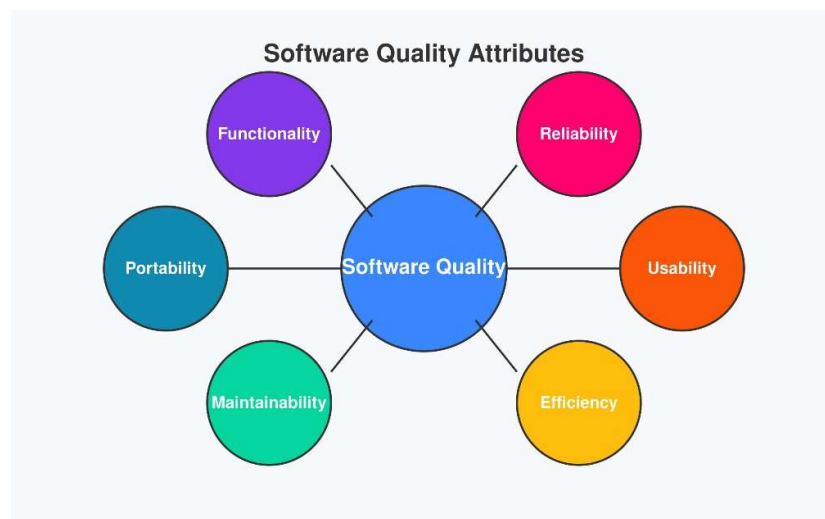 Software Quality Attributes
Functionality
Reliability
Portability
Software Quality
Usability
Maintainability
Efficiency